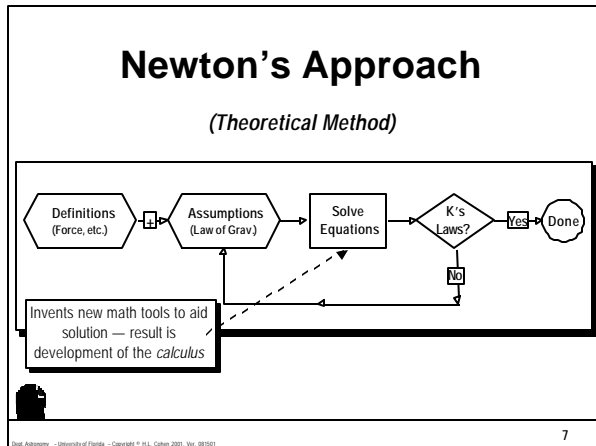 Newton's Approach
(Theoretical Method)
Definitions
(Force, etc.)
+
Assumptions
(Law of Grav.)
Solve
Equations
K's
Laws?
Yes
Done
No
Invents new math tools to aid
solution — result is
development of the calculus
Dept. Astronomy – University of Florida – Copyright © H.L. Cohen 2001, Ver. 081501
7